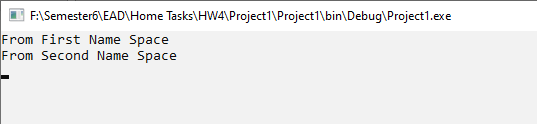 F:\Semester6\EAD\Home Tasks\HW4\Project1\Project1\bin\Debug\Project1.exe
From First Name Space
From Second Name Space